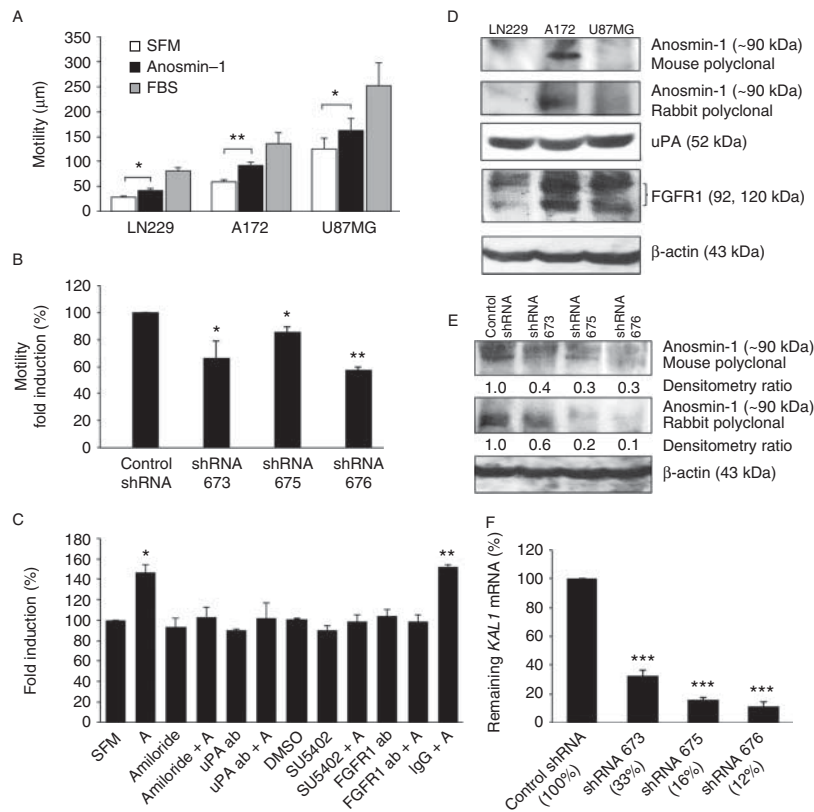 A
350
300
250
200
150
100
50
0
Motility (μm)
SFM
Anosmin–1
FBS
*
**
*
LN229 A172 U87MG
B
120
100
80
60
40
20
0
Motility
fold induction (%)
*
*
**
Control
shRNA
shRNA
673
shRNA
675
shRNA
676
C
180
160
140
120
100
80
60
40
20
0
Fold induction (%)
*
**
SFM
A
Amiloride
Amiloride + A
uPA ab
uPA ab + A
DMSO
SU5402
SU5402 + A
FGFR1 ab
FGFR1 ab + A
IgG + A
D
LN229 A172 U87MG
Anosmin-1 (~90 kDa)
Mouse polyclonal
Anosmin-1 (~90 kDa)
Rabbit polyclonal
uPA (52 kDa)
FGFR1 (92, 120 kDa)
β-actin (43 kDa)
E
Conrtol
shRNA
shRNA
673
shRNA
675
shRNA
676
Anosmin-1 (~90 kDa)
Mouse polyclonal
1.0 0.4 0.3 0.3 Densitometry ratio
Anosmin-1 (~90 kDa)
Rabbit polyclonal
1.0 0.6 0.2 0.1 Densitometry ratio
β-actin (43 kDa)
F
120
100
80
60
40
20
0
Remaining KAL1 mRNA (%)
***
***
***
Control shRNA
(100%)
shRNA 673
(33%)
shRNA 675
(16%)
shRNA 676
(12%)